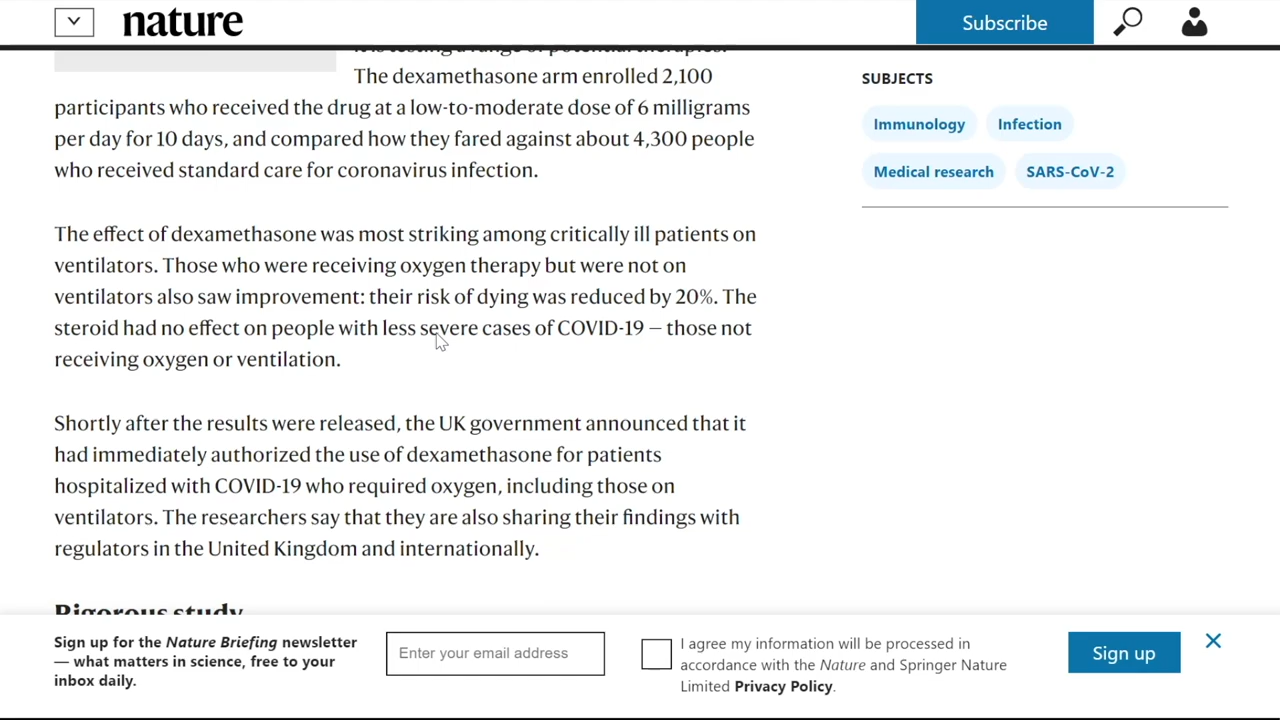 nature
Subscribe
it is testing a range of potential therapies.
The dexamethasone arm enrolled 2,100
participants who received the drug at a low-to-moderate dose of 6 milligrams
per day for 10 days, and compared how they fared against about 4,300 people
who received standard care for coronavirus infection.
The effect of dexamethasone was most striking among critically ill patients on
ventilators. Those who were receiving oxygen therapy but were not on
ventilators also saw improvement: their risk of dying was reduced by 20%. The
steroid had no effect on people with less severe cases of COVID-19 — those not
receiving oxygen or ventilation.
Shortly after the results were released, the UK government announced that it
had immediately authorized the use of dexamethasone for patients
hospitalized with COVID-19 who required oxygen, including those on
ventilators. The researchers say that they are also sharing their findings with
regulators in the United Kingdom and internationally.
Rigorous study
SUBJECTS
Immunology Infection
Medical research SARS-CoV-2
Sign up for the Nature Briefing newsletter
— what matters in science, free to your
inbox daily.
Enter your email address
I agree my information will be processed in
accordance with the Nature and Springer Nature
Limited Privacy Policy.
Sign up